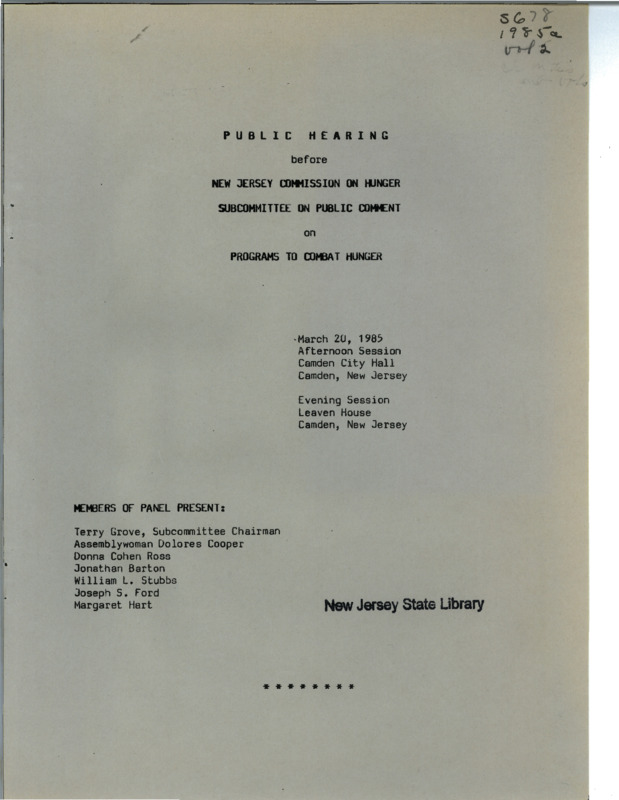 S678
1985a
vol 2
PUBLIC HEARING
before
NEW JERSEY COMMISSION ON HUNGER
SUBCOMMITTEE ON PUBLIC COMMENT
on
PROGRAMS TO COMBAT HUNGER
March 20, 1985
Afternoon Session
Camden City Hall
Camden, New Jersey
Evening Session
Leaven House
Camden, New Jersey
MEMBERS OF PANEL PRESENT:
Terry Grove, Subcommittee Chairman
Assemblywoman Dolores Cooper
Donna Cohen Ross
Jonathan Barton
William L. Stubbs
Joseph S. Ford
Margaret Hart
New Jersey State Library
* * * * * * * *